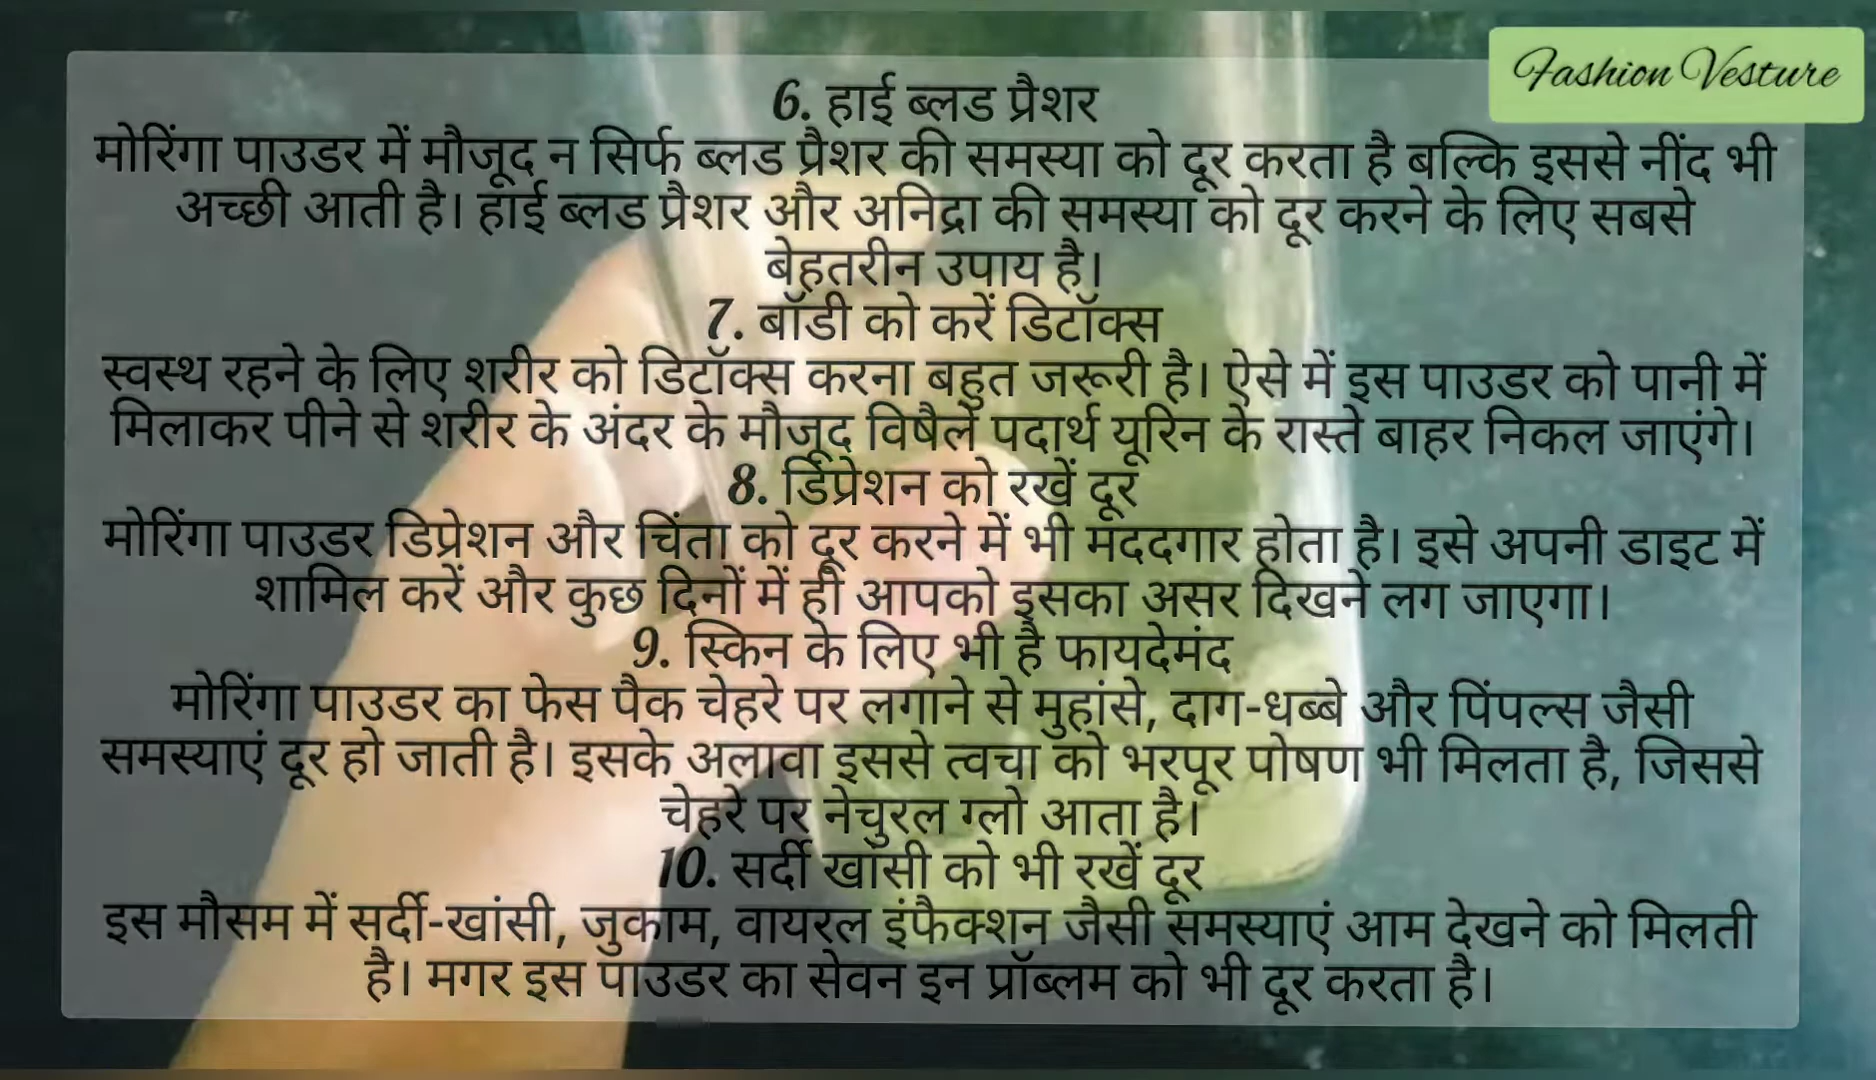 Fashion Vesture
6. हाई ब्लड प्रैशर
मोरिंगा पाउडर में मौजूद न सिर्फ ब्लड प्रैशर की समस्या को दूर करता है बल्कि इससे नींद भी
अच्छी आती है। हाई ब्लड प्रैशर और अनिद्रा की समस्या को दूर करने के लिए सबसे
बेहतरीन उपाय है।
7. बॉडी को करें डिटॉक्स
स्वस्थ रहने के लिए शरीर को डिटॉक्स करना बहुत जरूरी है। ऐसे में इस पाउडर को पानी में
मिलाकर पीने से शरीर के अंदर के मौजूद विषैले पदार्थ यूरिन के रास्ते बाहर निकल जाएंगे।
8. डिप्रेशन को रखें दूर
मोरिंगा पाउडर डिप्रेशन और चिंता को दूर करने में भी मददगार होता है। इसे अपनी डाइट में
शामिल करें और कुछ दिनों में ही आपको इसका असर दिखने लग जाएगा।
9. स्किन के लिए भी है फायदेमंद
मोरिंगा पाउडर का फेस पैक चेहरे पर लगाने से मुहांसे, दाग-धब्बे और पिंपल्स जैसी
समस्याएं दूर हो जाती है। इसके अलावा इससे त्वचा को भरपूर पोषण भी मिलता है, जिससे
चेहरे पर नेचुरल ग्लो आता है।
10. सर्दी खांसी को भी रखें दूर
इस मौसम में सर्दी-खांसी, जुकाम, वायरल इंफैक्शन जैसी समस्याएं आम देखने को मिलती
है। मगर इस पाउडर का सेवन इन प्रॉब्लम को भी दूर करता है।